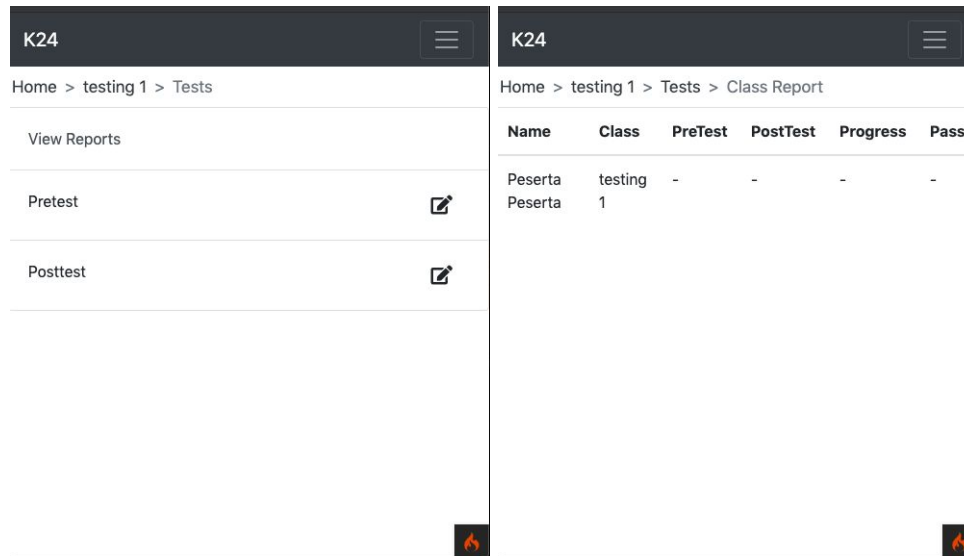 K24
Home > testing 1 > Tests
View Reports
Pretest
Posttest
K24
Home > testing 1 > Tests > Class Report
Name Class PreTest PostTest Progress Pass
Peserta testing - - - -
Peserta 1